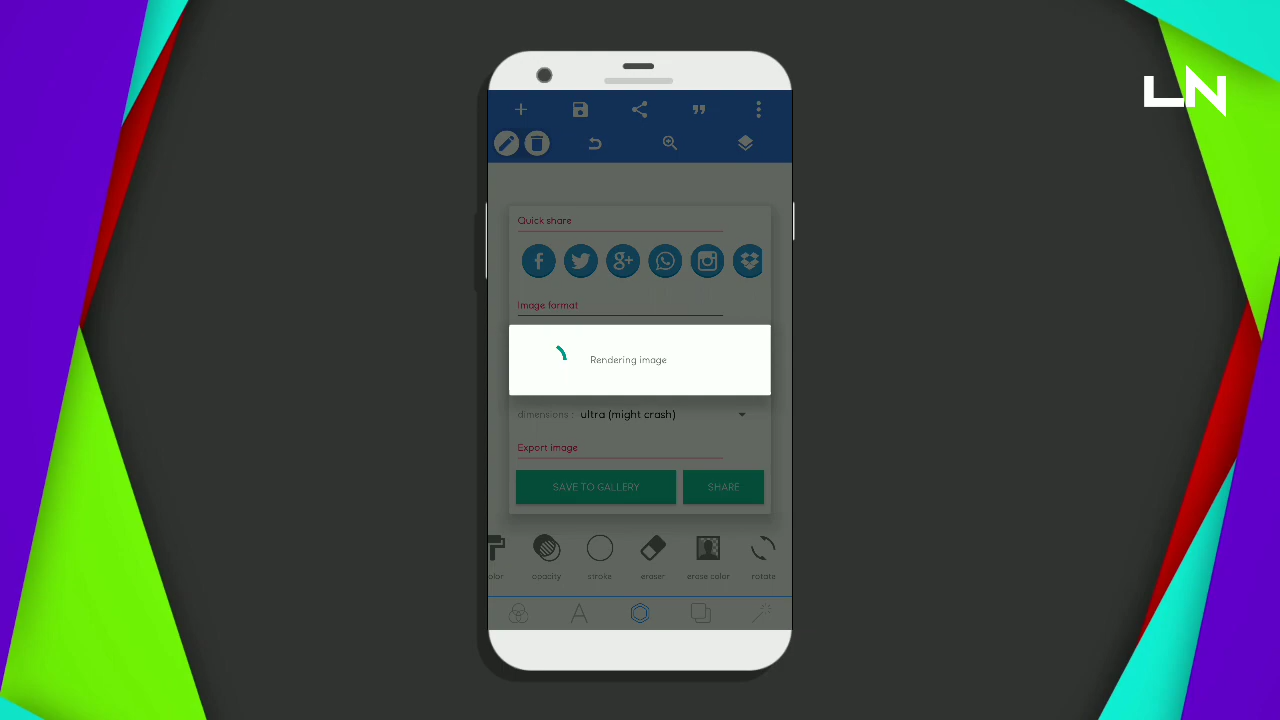 LN
Quick share
Image format
Rendering image
dimensions : ultra (might crash)
Export image
SAVE TO GALLERY SHARE
olor opacity stroke eraser erase color rotate